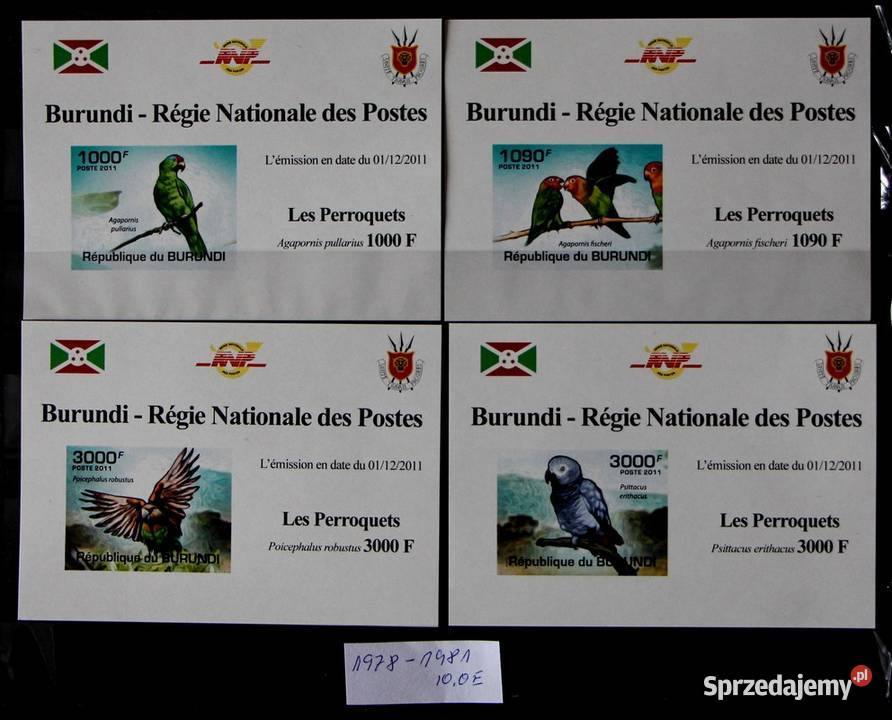 RNP
Burundi - Régie Nationale des Postes
1000F
POSTE 2011
Agapornis
pullarius
République du BURUNDI
L'émission en date du 01/12/2011
Les Perroquets
Agapornis pullarius 1000 F
RNP
Burundi - Régie Nationale des Postes
1090F
POSTE 2011
Agapornis fischeri
République du BURUNDI
L'émission en date du 01/12/2011
Les Perroquets
Agapornis fischeri 1090 F
RNP
Burundi - Régie Nationale des Postes
3000F
POSTE 2011
Poicephalus robustus
République du BURUNDI
L'émission en date du 01/12/2011
Les Perroquets
Poicephalus robustus 3000 F
RNP
Burundi - Régie Nationale des Postes
3000F
POSTE 2011
Psittacus
erithacus
République du BURUNDI
L'émission en date du 01/12/2011
Les Perroquets
Psittacus erithacus 3000 F
1978-1981
10,0E
Sprzedajemy.pl